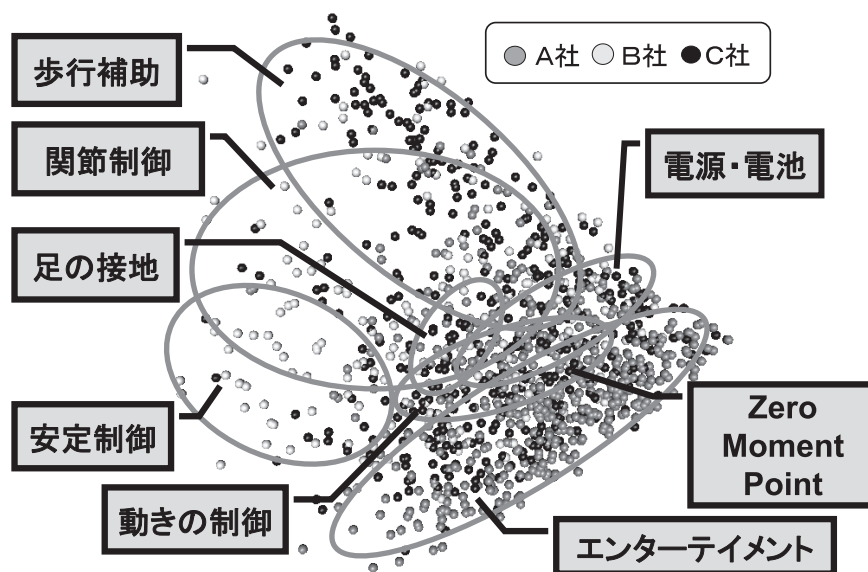 A社 B社 C社
歩行補助
関節制御
電源・電池
足の接地
安定制御
Zero
Moment
Point
動きの制御
エンターテイメント